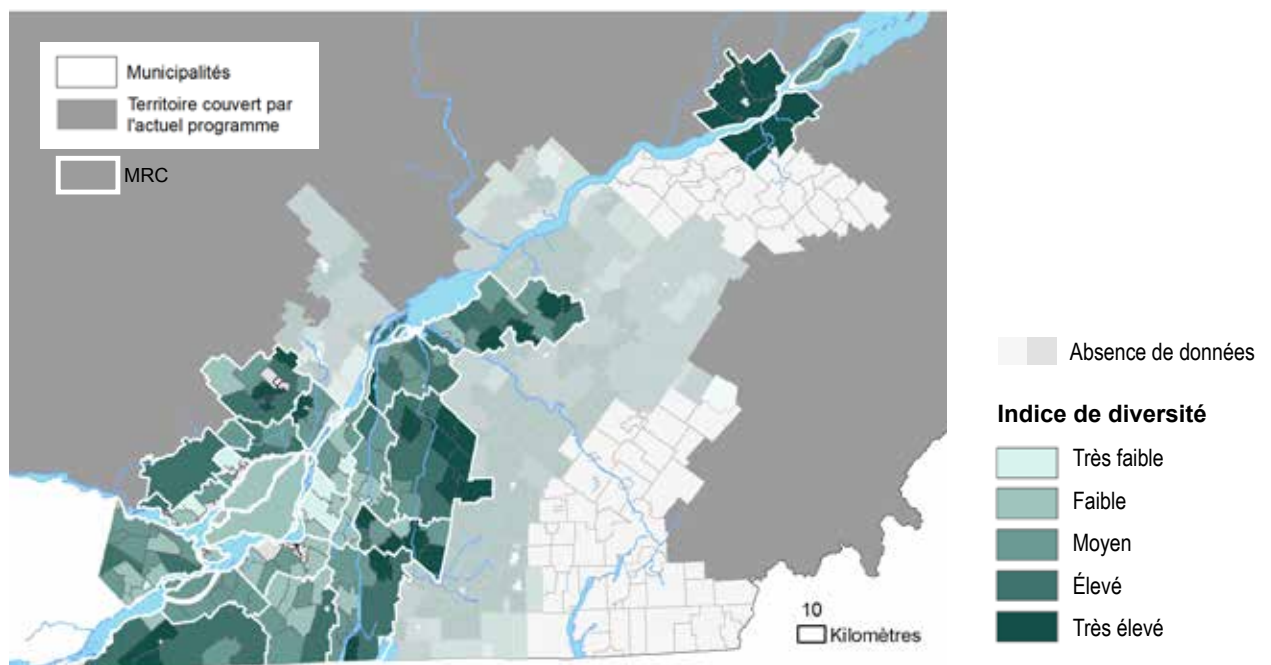 Municipalités
Territoire couvert par
l'actuel programme
MRC
10
Kilomètres
Absence de données
Indice de diversité
Très faible
Faible
Moyen
Élevé
Très élevé